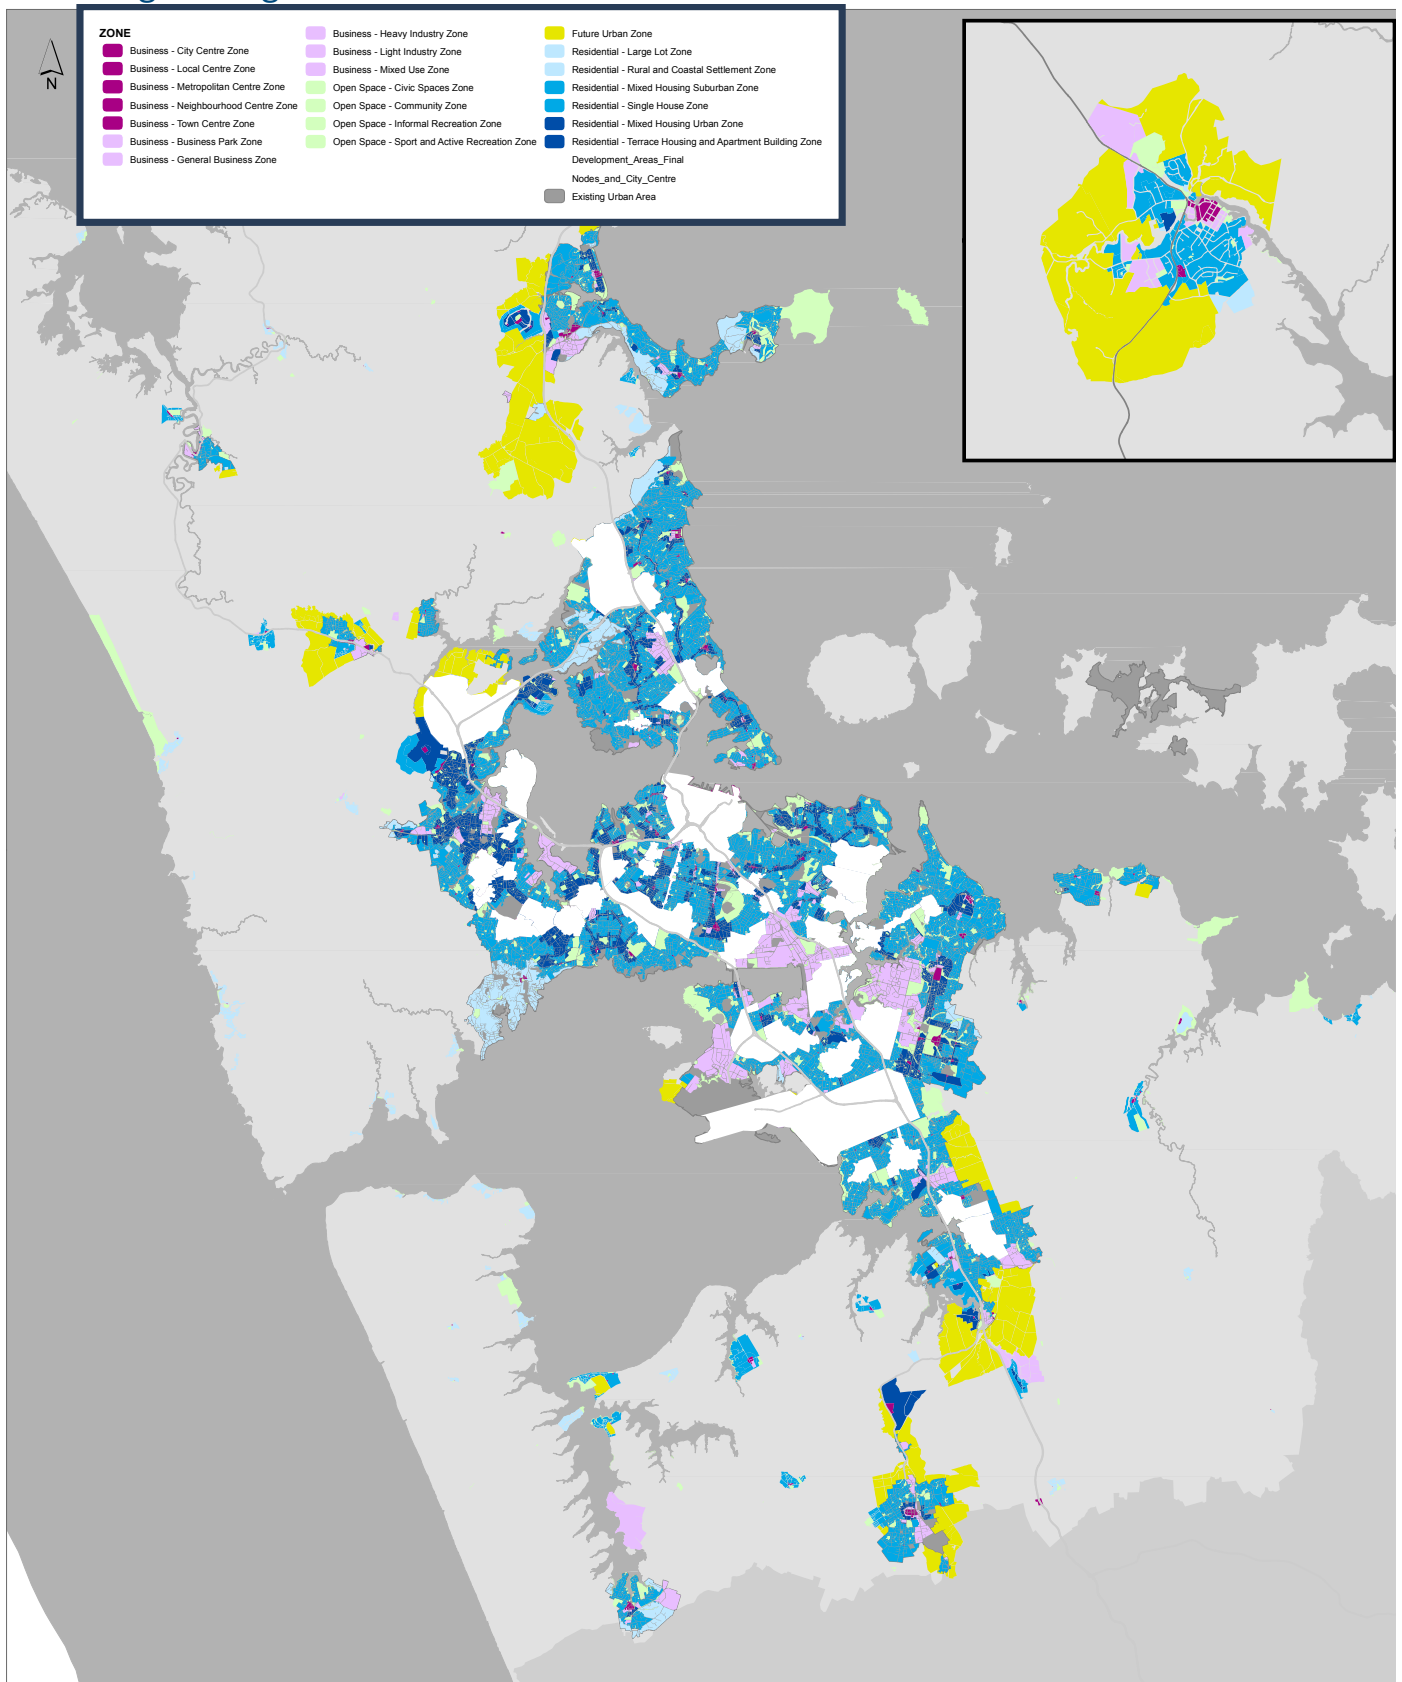 N
ZONE
Business - City Centre Zone
Business - Local Centre Zone
Business - Metropolitan Centre Zone
Business - Neighbourhood Centre Zone
Business - Town Centre Zone
Business - Business Park Zone
Business - General Business Zone
Business - Heavy Industry Zone
Business - Light Industry Zone
Business - Mixed Use Zone
Open Space - Civic Spaces Zone
Open Space - Community Zone
Open Space - Informal Recreation Zone
Open Space - Sport and Active Recreation Zone
Future Urban Zone
Residential - Large Lot Zone
Residential - Rural and Coastal Settlement Zone
Residential - Mixed Housing Suburban Zone
Residential - Single House Zone
Residential - Mixed Housing Urban Zone
Residential - Terrace Housing and Apartment Building Zone
Development_Areas_Final
Nodes_and_City_Centre
Existing Urban Area